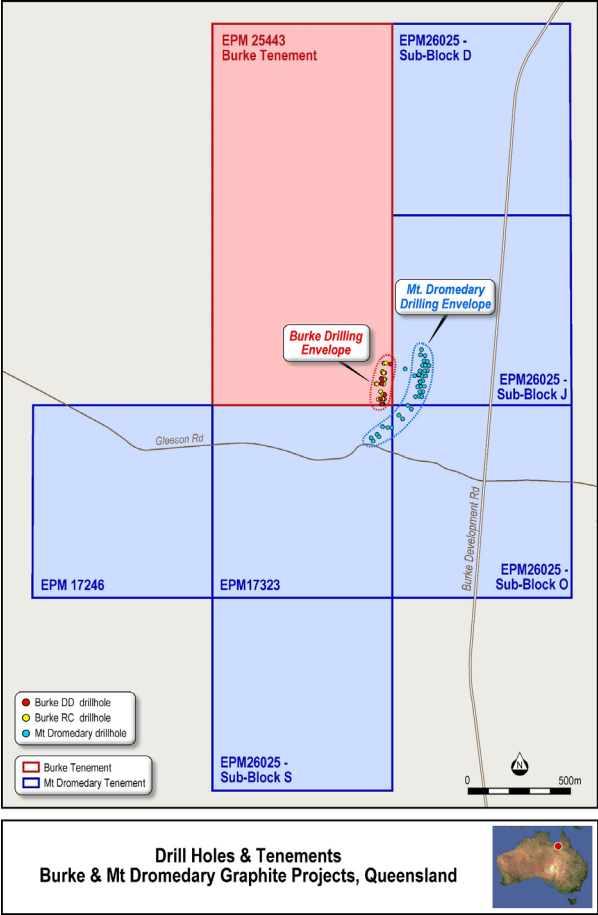 EPM 25443
Burke Tenement
EPM26025 -
Sub-Block D
Mt. Dromedary
Drilling Envelope
Burke Drilling
Envelope
EPM26025 -
Sub-Block J
Gleeson Rd
Burke Development Rd
EPM 17246
EPM17323
EPM26025 -
Sub-Block O
EPM26025 -
Sub-Block S
Burke DD drillhole
Burke RC drillhole
Mt Dromedary drillhole
Burke Tenement
Mt Dromedary Tenement
N
0
500m
Drill Holes & Tenements
Burke & Mt Dromedary Graphite Projects, Queensland